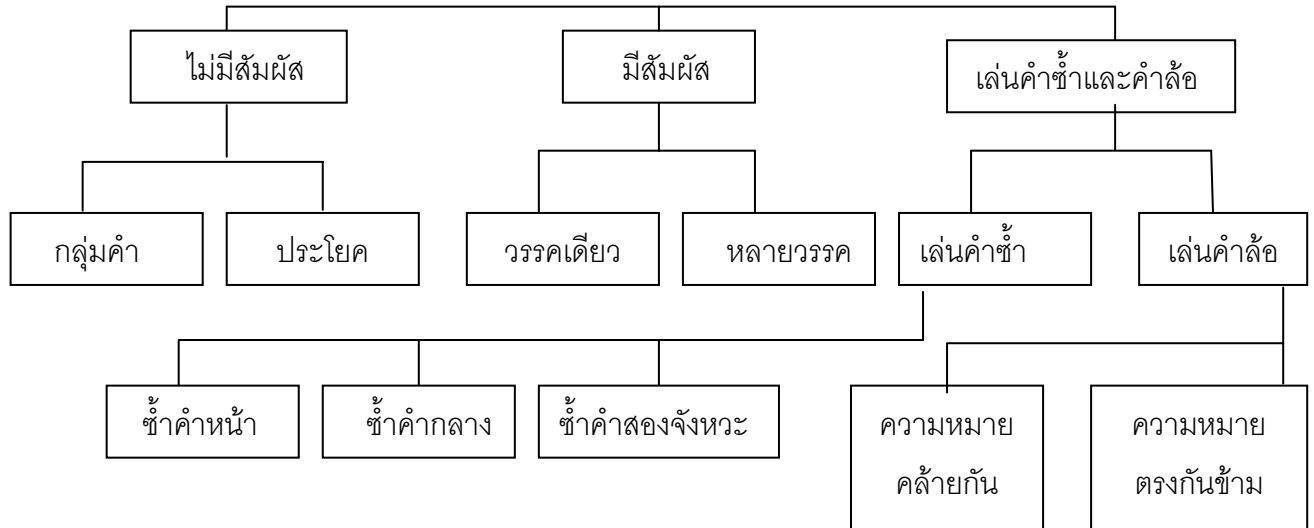 ไม่มีสัมผัส
มีสัมผัส
เล่นคำซ้ำและคำล้อ
กลุ่มคำ
ประโยค
วรรคเดียว
หลายวรรค
เล่นคำซ้ำ
เล่นคำล้อ
ซ้ำคำหน้า
ซ้ำคำกลาง
ซ้ำคำสองจังหวะ
ความหมาย
คล้ายกัน
ความหมาย
ตรงกันข้าม